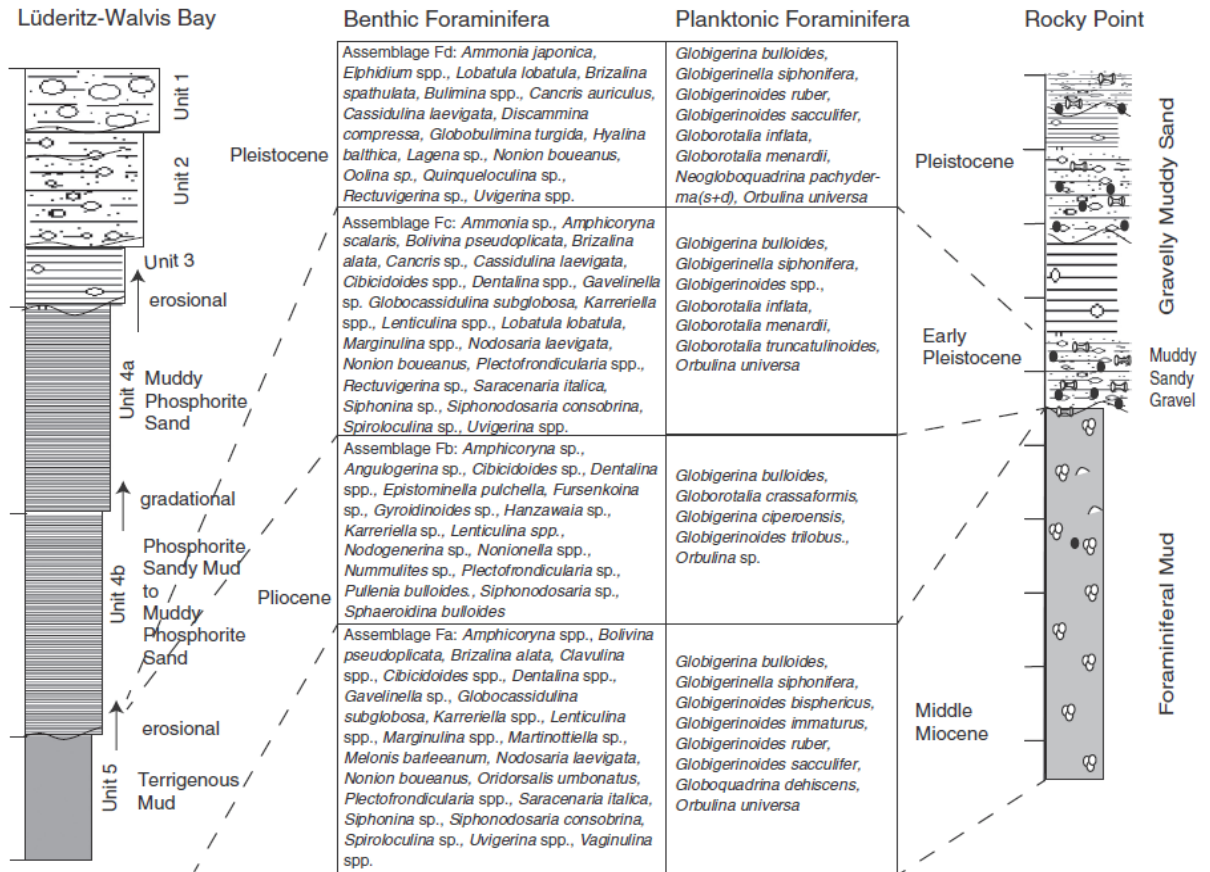 Lüderitz-Walvis Bay
Unit 1
Unit 2
Unit 3
erosional
Unit 4a
Muddy
Phosphorite
Sand
gradational
Unit 4b
Phosphorite
Sandy Mud
to
Muddy
Phosphorite
Sand
erosional
Unit 5
Terrigenous
Mud
Pleistocene
Pliocene
Benthic Foraminifera
Assemblage Fd: Ammonia japonica,
Elphidium spp., Lobatula lobatula, Brizalina
spathulata, Bulimina spp., Cancris auriculus,
Cassidulina laevigata, Discammina
compressa, Globobulimina turgida, Hyalina
balthica, Lagena sp., Nonion boueanus,
Oolina sp., Quinqueloculina sp.,
Rectuvigerina sp., Uvigerina spp.
Assemblage Fc: Ammonia sp., Amphicoryna
scalaris, Bolivina pseudoplicata, Brizalina
alata, Cancris sp., Cassidulina laevigata,
Cibicidoides spp., Dentalina spp., Gavelinella
sp. Globocassidulina subglobosa, Karreriella
spp., Lenticulina spp., Lobatula lobatula,
Marginulina spp., Nodosaria laevigata,
Nonion boueanus, Plectofrondicularia spp.,
Rectuvigerina sp., Saracenaria italica,
Siphonina sp., Siphonodosaria consobrina,
Spiroloculina sp., Uvigerina spp.
Assemblage Fb: Amphicoryna sp.,
Angulogerina sp., Cibicidoides sp., Dentalina
spp., Epistominella pulchella, Fursenkoina
sp., Gyroidinoides sp., Hanzawaia sp.,
Karreriella sp., Lenticulina spp.,
Nodogenerina sp., Nonionella spp.,
Nummulites sp., Plectofrondicularia sp.,
Pullenia bulloides., Siphonodosaria sp.,
Sphaeroidina bulloides
Assemblage Fa: Amphicoryna spp., Bolivina
pseudoplicata, Brizalina alata, Clavulina
spp., Cibicidoides spp., Dentalina spp.,
Gavelinella sp., Globocassidulina
subglobosa, Karreriella spp., Lenticulina
spp., Marginulina spp., Martinottiella sp.,
Melonis barleeanum, Nodosaria laevigata,
Nonion boueanus, Oridorsalis umbonatus,
Plectofrondicularia spp., Saracenaria italica,
Siphonina sp., Siphonodosaria consobrina,
Spiroloculina sp., Uvigerina spp., Vaginulina
spp.
Planktonic Foraminifera
Globigerina bulloides,
Globigerinella siphonifera,
Globigerinoides ruber,
Globigerinoides sacculifer,
Globorotalia inflata,
Globorotalia menardii,
Neogloboquadrina pachyder-
ma(s+d), Orbulina universa
Globigerina bulloides,
Globigerinella siphonifera,
Globigerinoides spp.,
Globorotalia inflata,
Globorotalia menardii,
Globorotalia truncatulinoides,
Orbulina universa
Globigerina bulloides,
Globorotalia crassaformis,
Globigerina ciperoensis,
Globigerinoides trilobus.,
Orbulina sp.
Globigerina bulloides,
Globigerinella siphonifera,
Globigerinoides bisphericus,
Globigerinoides immaturus,
Globigerinoides ruber,
Globigerinoides sacculifer,
Globoquadrina dehiscens,
Orbulina universa
Rocky Point
Pleistocene
Early
Pleistocene
Middle
Miocene
Gravelly Muddy Sand
Muddy
Sandy
Gravel
Foraminiferal Mud